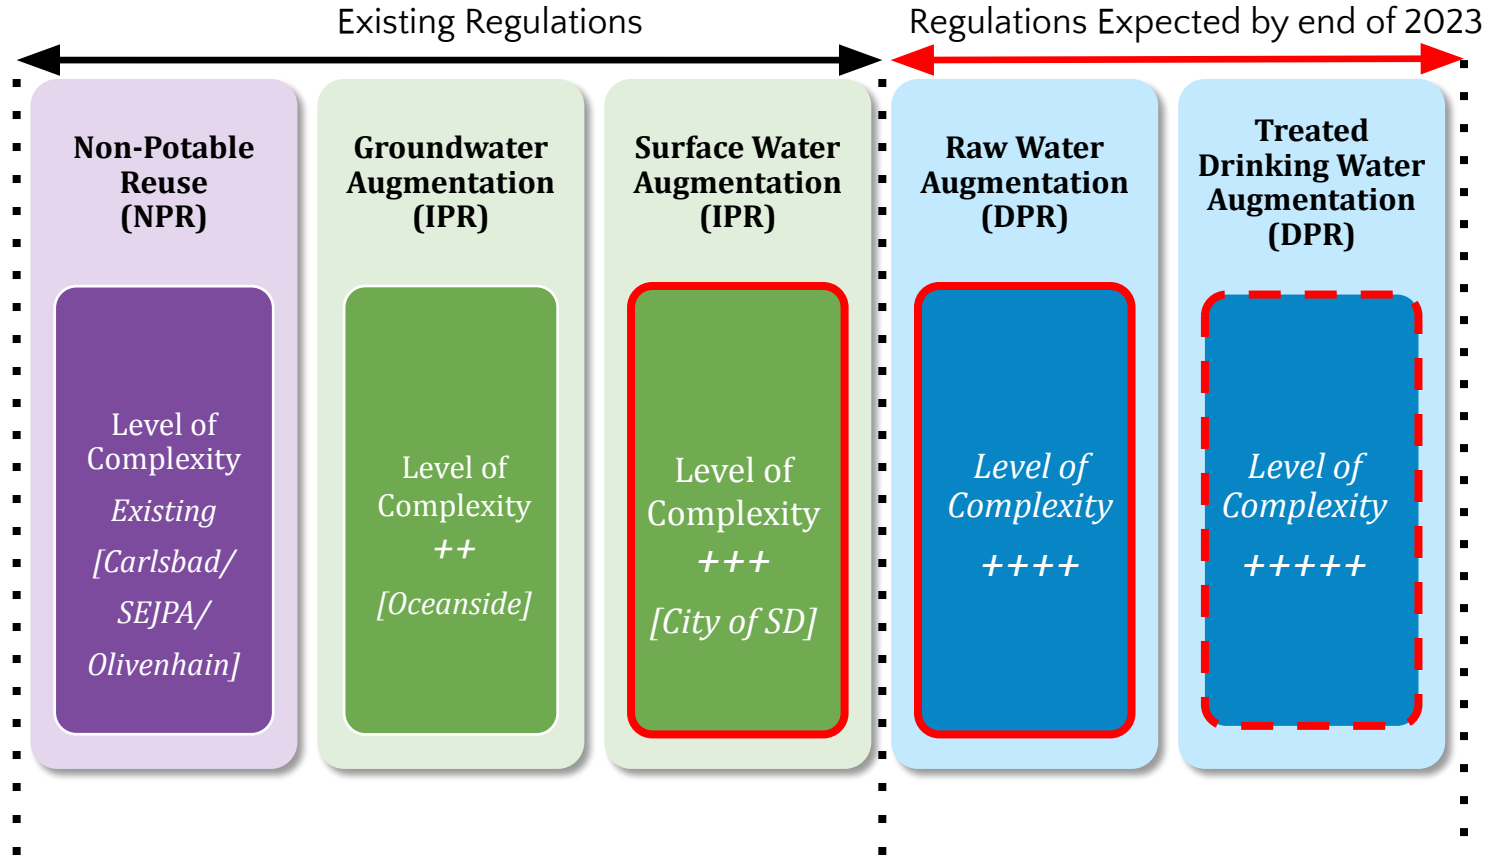 Existing Regulations
Regulations Expected by end of 2023
Non-Potable
Reuse
(NPR)
Level of
Complexity
Existing
[Carlsbad/
SEJPA/
Olivenhain]
Groundwater
Augmentation
(IPR)
Level of
Complexity
++
[Oceanside]
Surface Water
Augmentation
(IPR)
Level of
Complexity
+++
[City of SD]
Raw Water
Augmentation
(DPR)
Level of
Complexity
++++
Treated
Drinking Water
Augmentation
(DPR)
Level of
Complexity
+++++